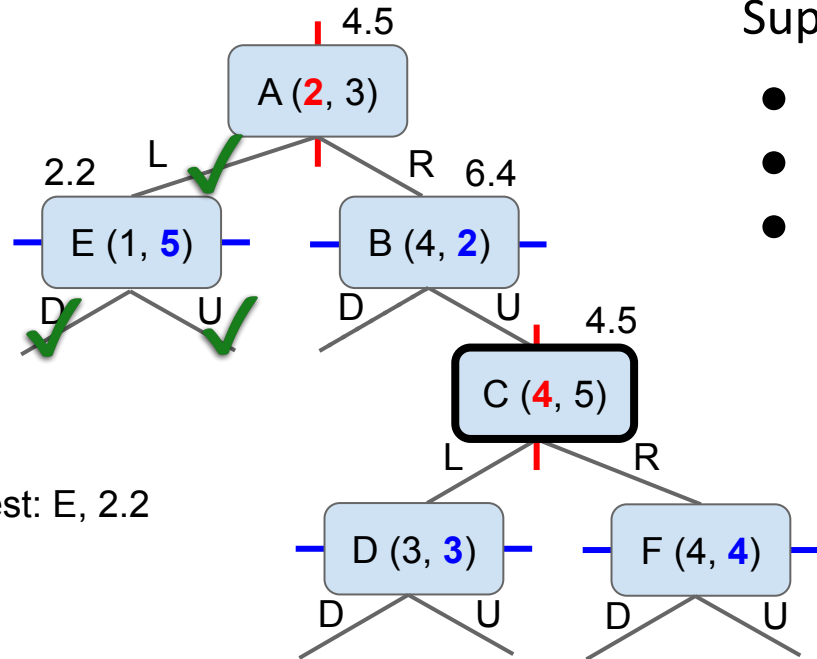 4.5
Sup
A (2, 3)
L
R
2.2
6.4
E (1, 5)
B (4, 2)
D
U
D
U
4.5
C (4, 5)
L
R
est: E, 2.2
D (3, 3)
F (4, 4)
D
U
D
U